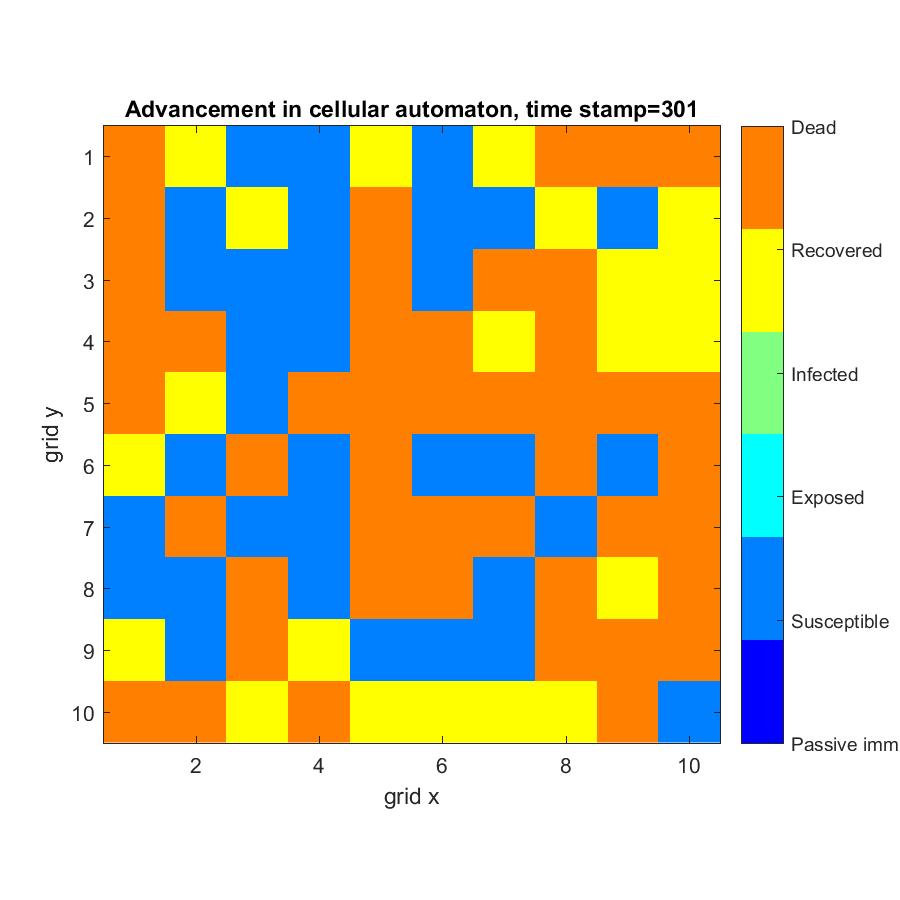 Advancement in cellular automaton, time stamp=301
1
2
3
4
5
6
7
8
9
10
grid y
2
4
6
8
10
grid x
Dead
Recovered
Infected
Exposed
Susceptible
Passive imm